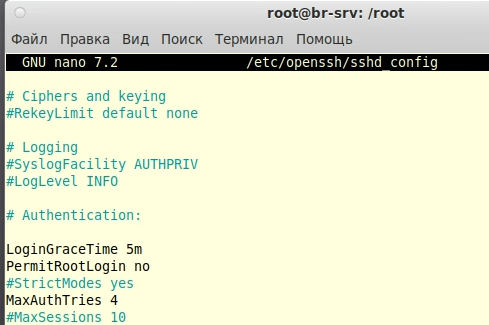 root@br-srv: /root
Файл Правка Вид Поиск Терминал Помощь
GNU nano 7.2 /etc/openssh/sshd_config
# Ciphers and keying
#RekeyLimit default none
# Logging
#SyslogFacility AUTHPRIV
#LogLevel INFO
# Authentication:
LoginGraceTime 5m
PermitRootLogin no
#StrictModes yes
MaxAuthTries 4
#MaxSessions 10